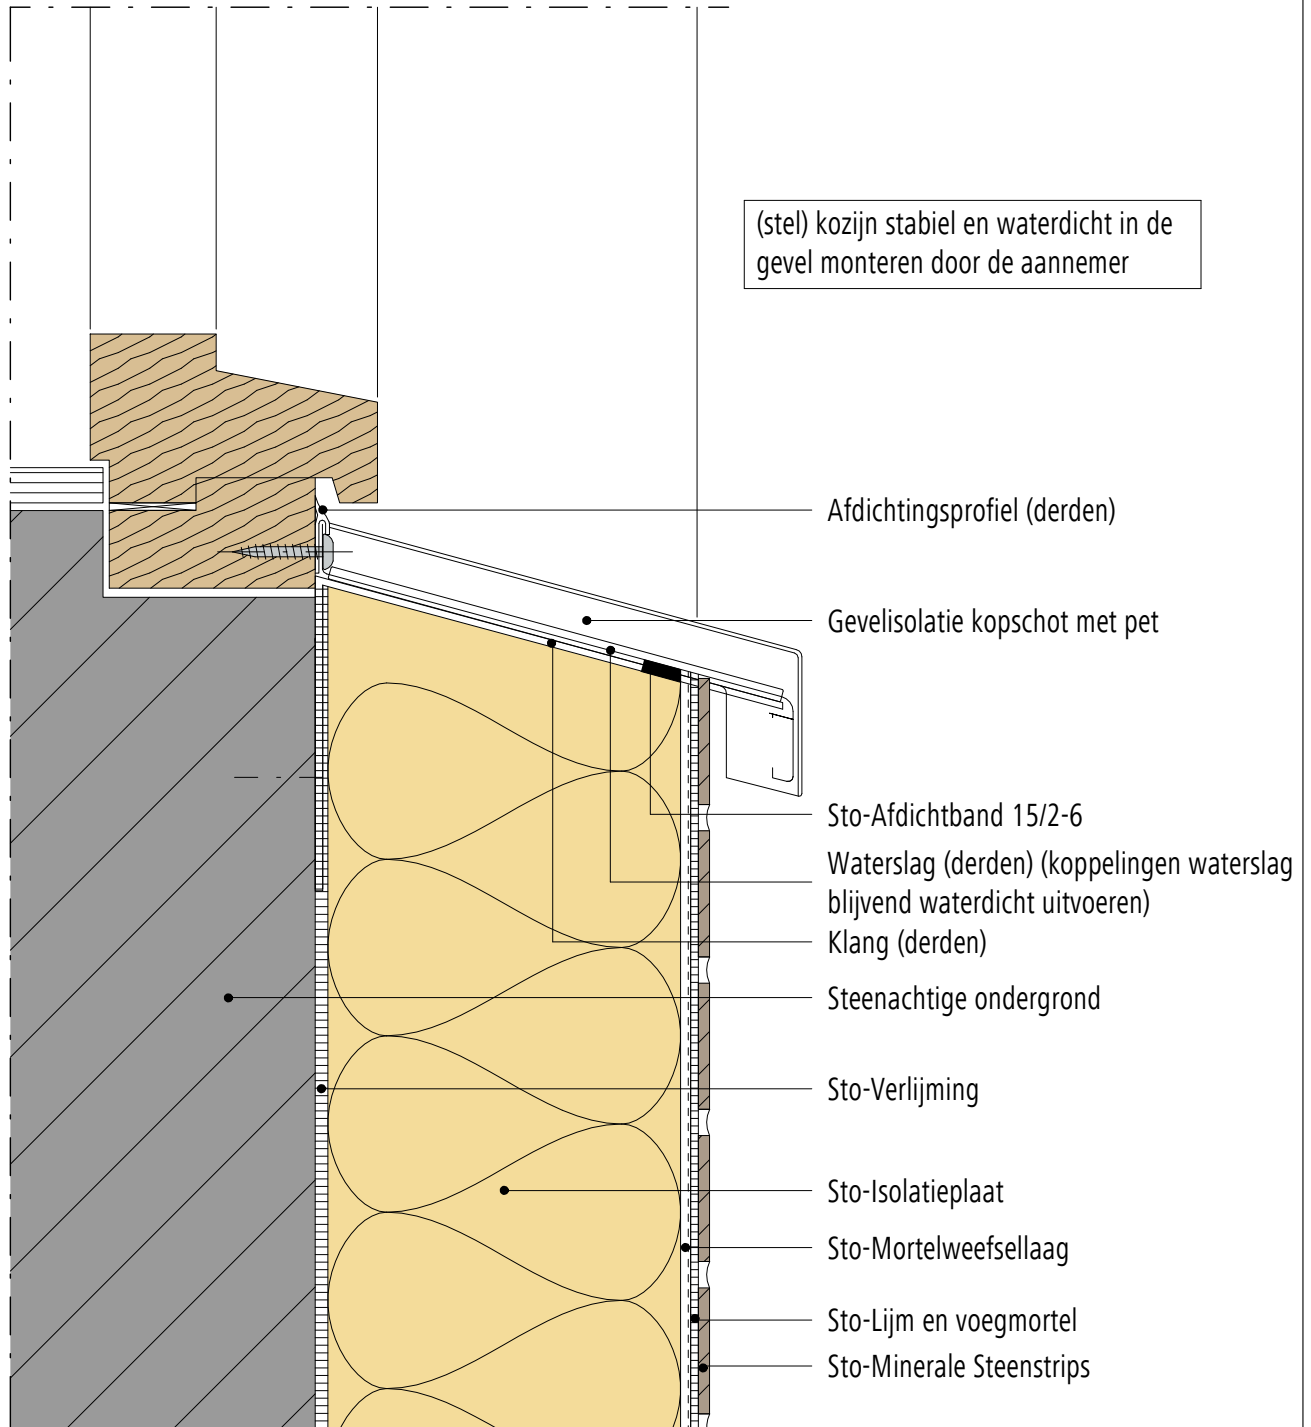 (stel) kozijn stabiel en waterdicht in de
gevel monteren door de aannemer
Afdichtingsprofiel (derden)
Gevelisolatie kopschot met pet
Sto-Afdichtband 15/2-6
Waterslag (derden) (koppelingen waterslag
blijvend waterdicht uitvoeren)
Klang (derden)
Steenachtige ondergrond
Sto-Verlijming
Sto-Isolatieplaat
Sto-Mortelweefsellaag
Sto-Lijm en voegmortel
Sto-Minerale Steenstrips